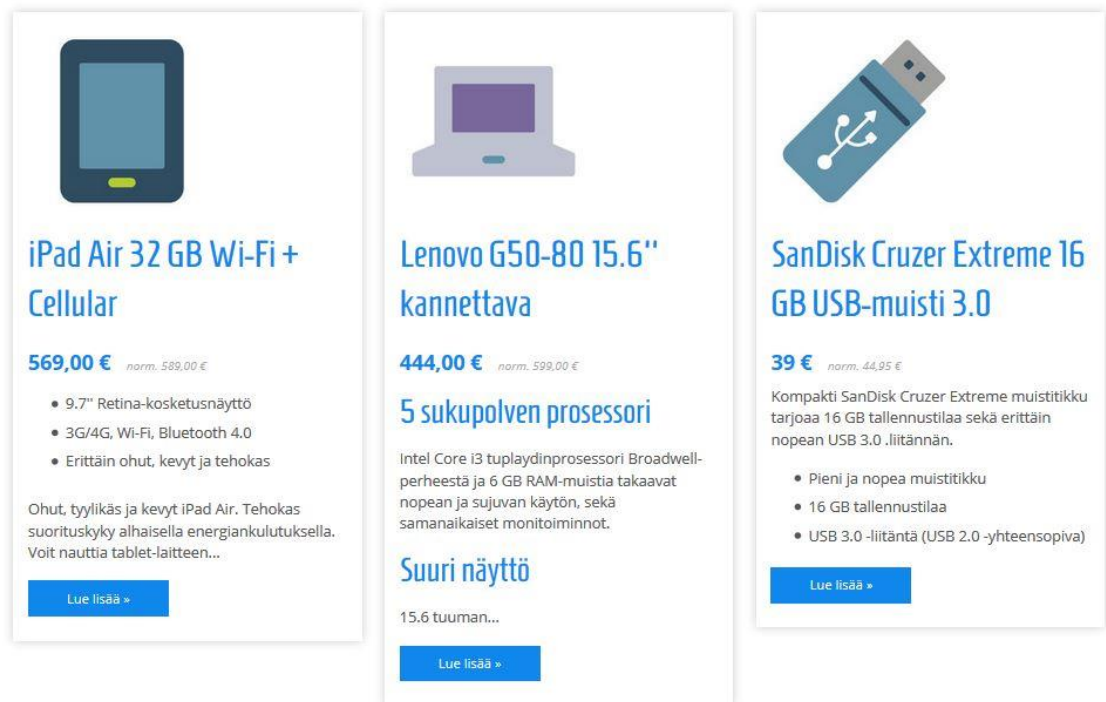 iPad Air 32 GB Wi-Fi +
Cellular
569,00 € norm. 589,00 €
• 9.7" Retina-kosketusnäyttö
• 3G/4G, Wi-Fi, Bluetooth 4.0
• Erittäin ohut, kevyt ja tehokas
Ohut, tyylikäs ja kevyt iPad Air. Tehokas
suorituskyky alhaisella energiankulutuksella.
Voit nauttia tablet-laitteen...
Lue lisää »
Lenovo G50-80 15.6''
kannettava
444,00 € norm. 599,00 €
5 sukupolven prosessori
Intel Core i3 tuplaydinprosessori Broadwell-
perheestä ja 6 GB RAM-muistia takaavat
nopean ja sujuvan käytön, sekä
samanaikaiset monitoiminnot.
Suuri näyttö
15.6 tuuman...
Lue lisää »
SanDisk Cruzer Extreme 16
GB USB-muisti 3.0
39 € norm. 44,95 €
Kompakti SanDisk Cruzer Extreme muistitikku
tarjoaa 16 GB tallennustilaa sekä erittäin
nopean USB 3.0 .liitännän.
• Pieni ja nopea muistitikku
• 16 GB tallennustilaa
• USB 3.0 -liitäntä (USB 2.0 -yhteensopiva)
Lue lisää »